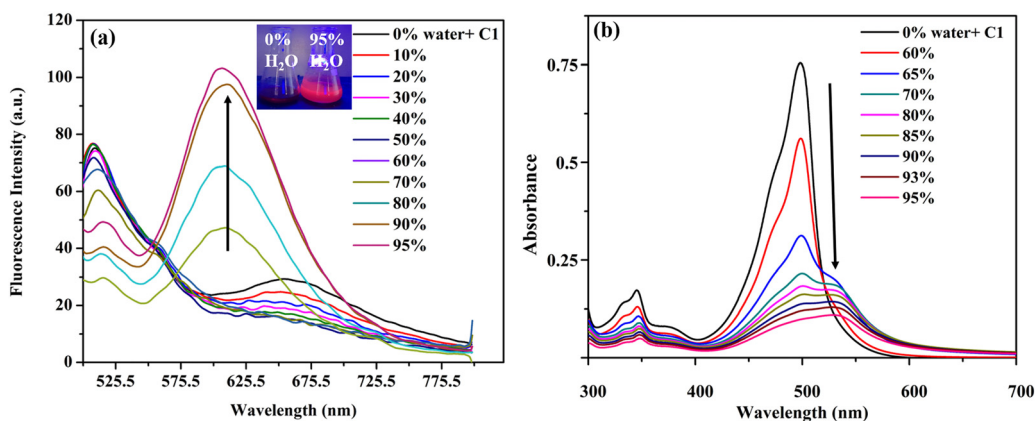 (a)
0% water+ C1
10%
20%
30%
40%
50%
60%
70%
80%
90%
95%
0% 95%
H2O H2O
Fluorescence Intensity (a.u.)
120
100
80
60
40
20
0
525.5 575.5 625.5 675.5 725.5 775.5
Wavelength (nm)
(b)
0% water+ C1
60%
65%
70%
80%
85%
90%
93%
95%
Absorbance
0.75
0.5
0.25
0
300 400 500 600 700
Wavelength (nm)